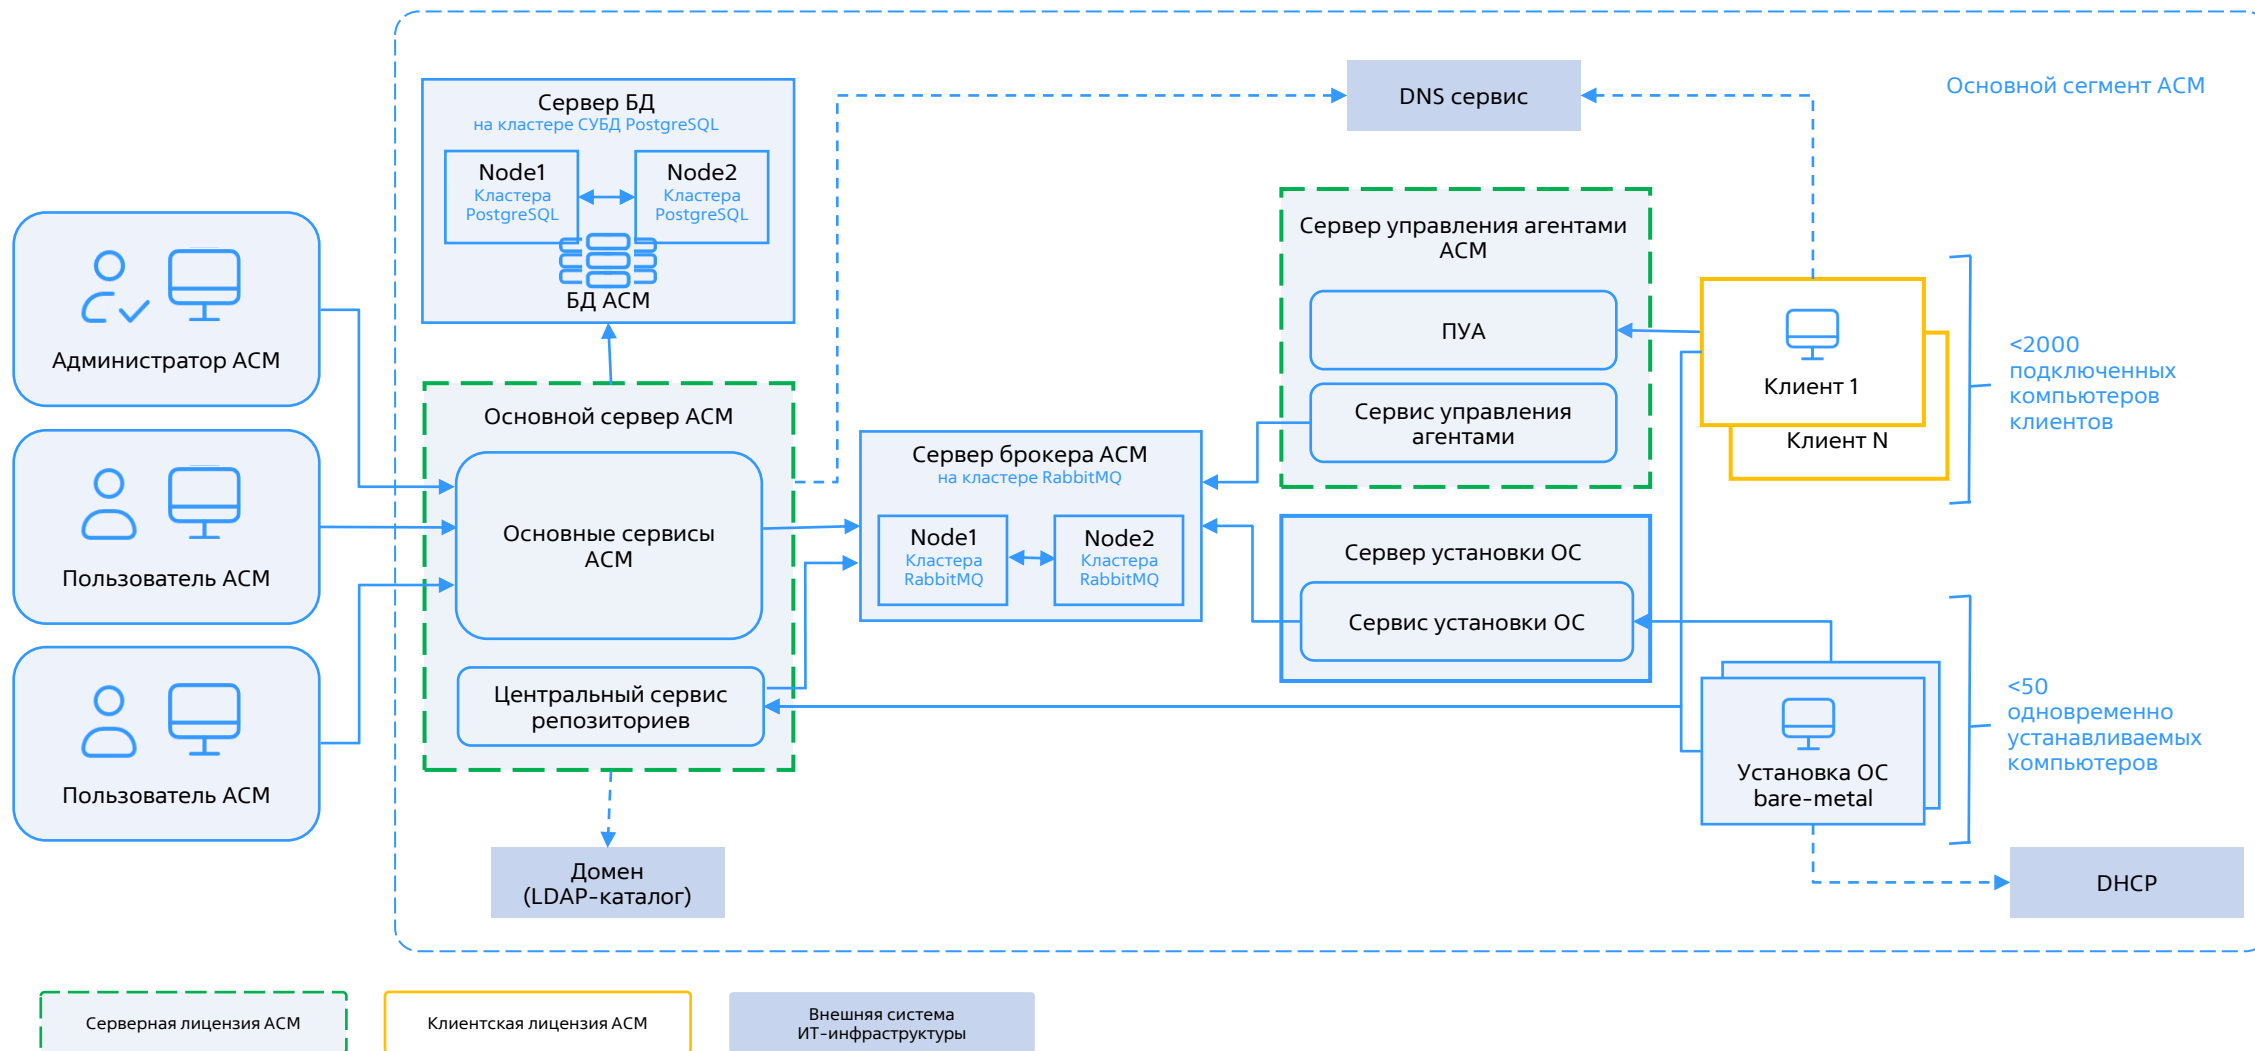 Основной сегмент АСМ
DNS сервис
Сервер БД
на кластере СУБД PostgreSQL
Node1
Кластера
PostgreSQL
Node2
Кластера
PostgreSQL
БД АСМ
Администратор АСМ
Пользователь АСМ
Пользователь АСМ
Основной сервер АСМ
Основные сервисы
АСМ
Центральный сервис
репозиториев
Домен
(LDAP-каталог)
Сервер брокера АСМ
на кластере RabbitMQ
Node1
Кластера
RabbitMQ
Node2
Кластера
RabbitMQ
Сервер управления агентами
АСМ
ПУА
Сервис управления
агентами
Сервер установки ОС
Сервис установки ОС
Клиент 1
Клиент N
<2000
подключенных
компьютеров
клиентов
Установка ОС
bare-metal
<50
одновременно
устанавливаемых
компьютеров
DHCP
Серверная лицензия АСМ
Клиентская лицензия АСМ
Внешняя система
ИТ-инфраструктуры